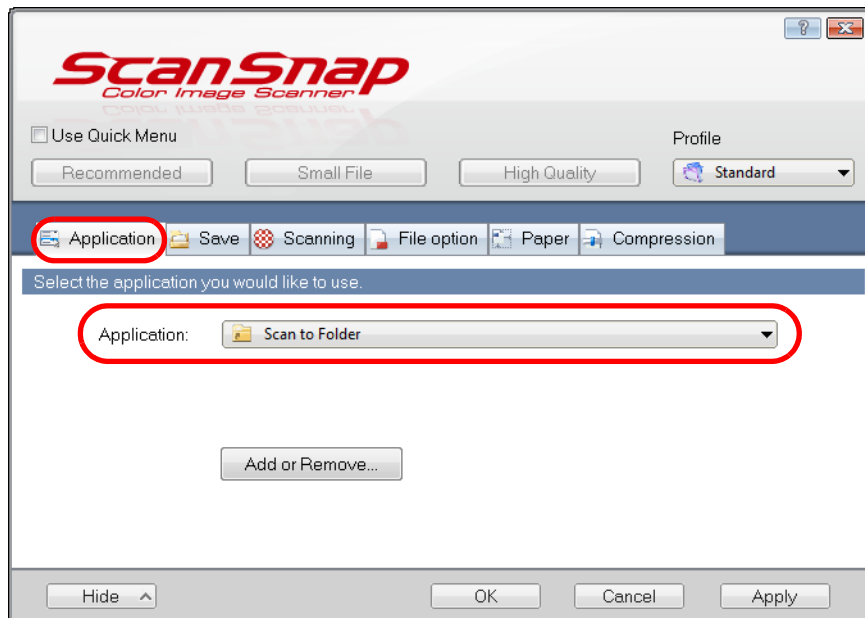 ScanSnap
Color Image Scanner
Use Quick Menu
Profile
Recommended Small File High Quality Standard
Application Save Scanning File option Paper Compression
Select the application you would like to use.
Application: Scan to Folder
Add or Remove...
Hide OK Cancel Apply